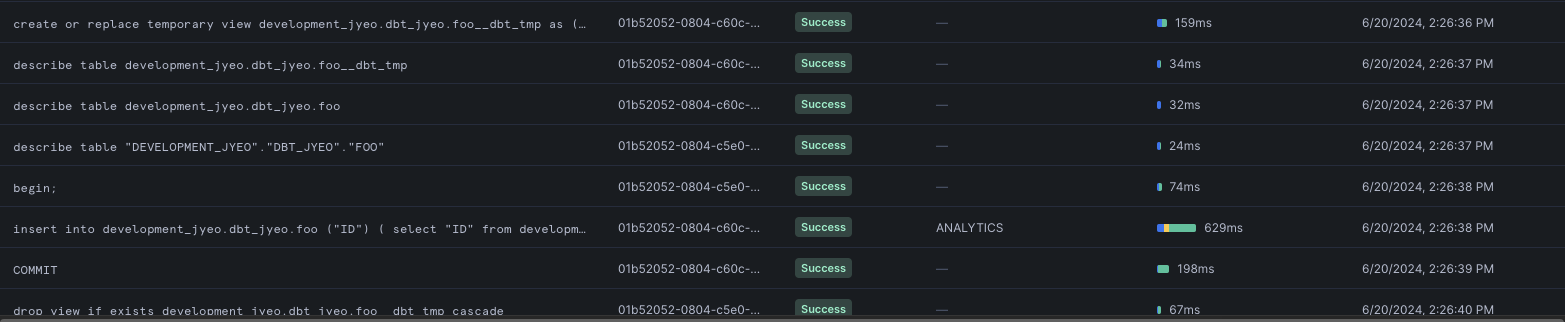 create or replace temporary view development_jyeo.dbt_jyeo.foo__dbt_tmp as (… 01b52052-0804-c60c-... Success — 159ms 6/20/2024, 2:26:36 PM
describe table development_jyeo.dbt_jyeo.foo__dbt_tmp 01b52052-0804-c60c-... Success — 34ms 6/20/2024, 2:26:37 PM
describe table development_jyeo.dbt_jyeo.foo 01b52052-0804-c60c-... Success — 32ms 6/20/2024, 2:26:37 PM
describe table "DEVELOPMENT_JYEO"."DBT_JYEO"."FOO" 01b52052-0804-c5e0-... Success — 24ms 6/20/2024, 2:26:37 PM
begin; 01b52052-0804-c5e0-... Success — 74ms 6/20/2024, 2:26:38 PM
insert into development_jyeo.dbt_jyeo.foo ("ID") ( select "ID" from developm… 01b52052-0804-c60c-... Success ANALYTICS 629ms 6/20/2024, 2:26:38 PM
COMMIT 01b52052-0804-c60c-... Success — 198ms 6/20/2024, 2:26:39 PM
drop view if exists development_jyeo.dbt_jyeo.foo__dbt_tmp cascade 01b52052-0804-c5e0-... Success — 67ms 6/20/2024, 2:26:40 PM